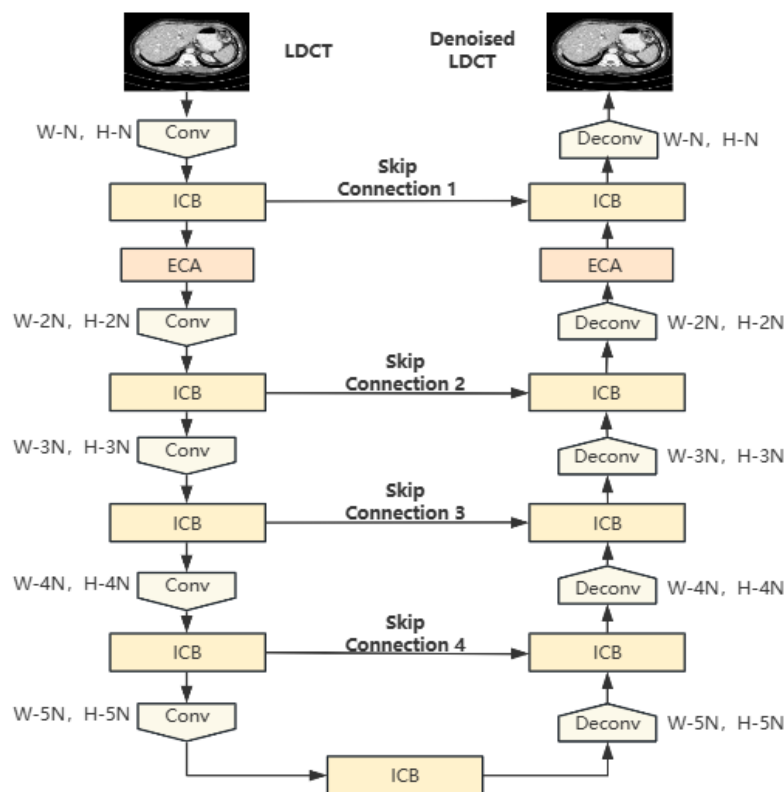 LDCT
Denoised
LDCT
W-N, H-N
Conv
Deconv
W-N, H-N
Skip
Connection 1
ICB
ICB
ECA
ECA
W-2N, H-2N
Conv
Deconv
W-2N, H-2N
Skip
Connection 2
ICB
ICB
W-3N, H-3N
Conv
Deconv
W-3N, H-3N
Skip
Connection 3
ICB
ICB
W-4N, H-4N
Conv
Deconv
W-4N, H-4N
Skip
Connection 4
ICB
ICB
W-5N, H-5N
Conv
Deconv
W-5N, H-5N
ICB